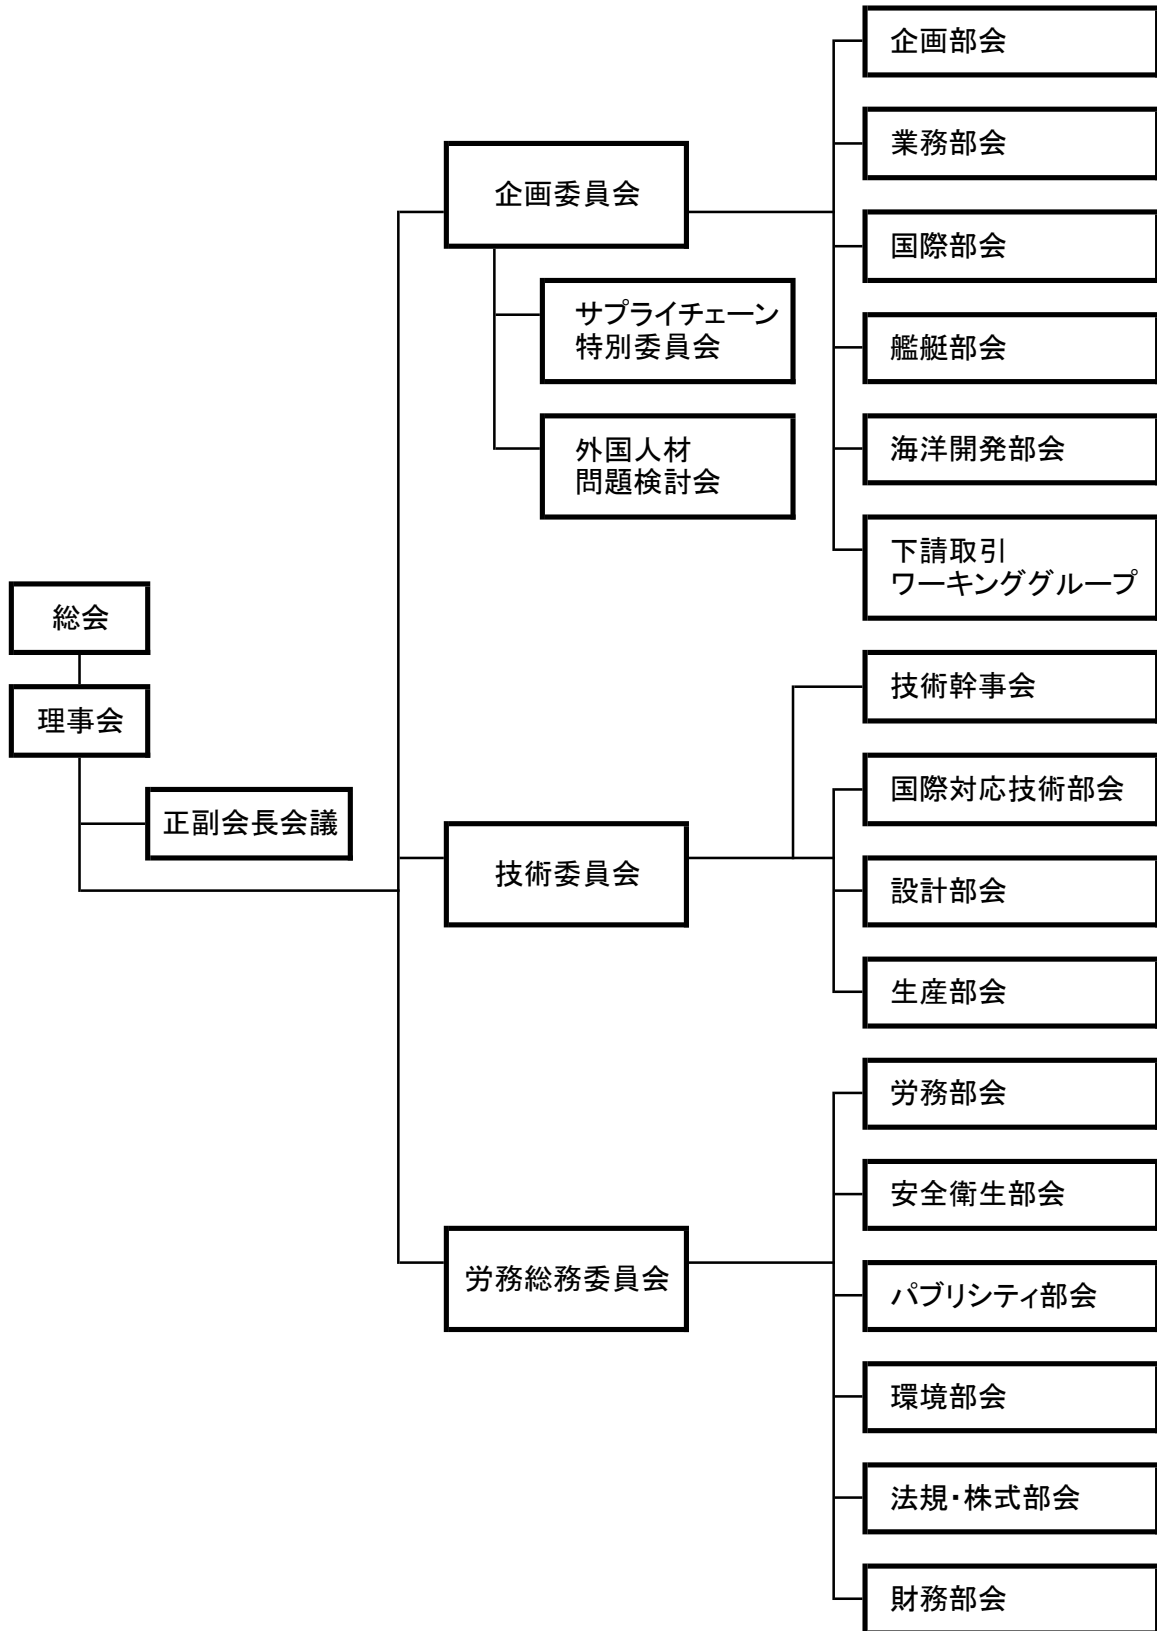 総会
理事会
正副会長会議
企画委員会
サプライチェーン
特別委員会
外国人材
問題検討会
企画部会
業務部会
国際部会
艦艇部会
海洋開発部会
下請取引
ワーキンググループ
技術委員会
技術幹事会
国際対応技術部会
設計部会
生産部会
労務総務委員会
労務部会
安全衛生部会
パブリシティ部会
環境部会
法規・株式部会
財務部会